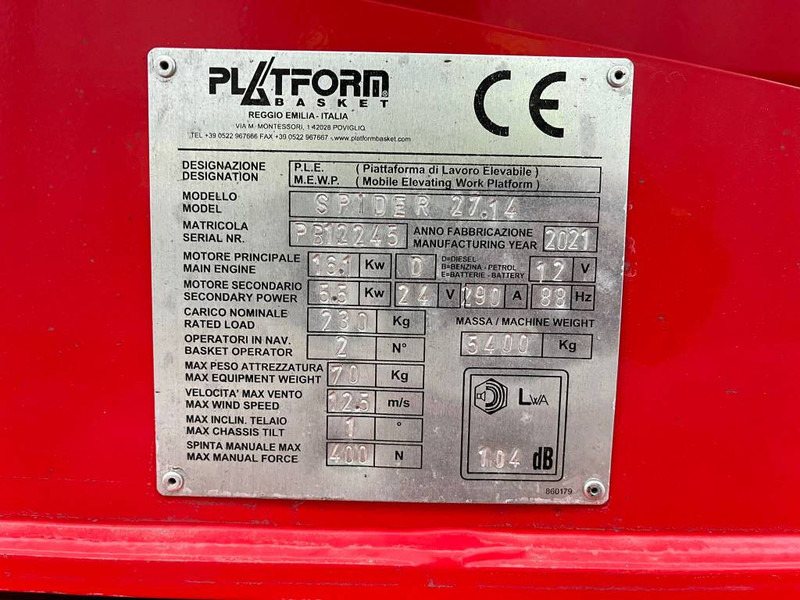 PLATFORM®
BASKET
REGGIO EMILIA - ITALIA
VIA M. MONTESSORI, 1 42028 POVIGLIO
TEL +39 0522 967666 FAX +39 0522 967667 - www.platformbasket.com
CE
DESIGNAZIONE P.L.E. ( Piattaforma di Lavoro Elevabile )
DESIGNATION M.E.W.P. ( Mobile Elevating Work Platform )
MODELLO
MODEL SPIDER 27.14
MATRICOLA ANNO FABBRICAZIONE
SERIAL NR. PB12245 MANUFACTURING YEAR 2021
MOTORE PRINCIPALE
MAIN ENGINE 16.1 Kw D
D=DIESEL
B=BENZINA - PETROL
E=BATTERIE - BATTERY
12 V
MOTORE SECONDARIO
SECONDARY POWER 5.5 Kw 24 V 290 A 88 Hz
CARICO NOMINALE
RATED LOAD 230 Kg
MASSA / MACHINE WEIGHT
5400 Kg
OPERATORI IN NAV.
BASKET OPERATOR 2 N°
MAX PESO ATTREZZATURA
MAX EQUIPMENT WEIGHT 70 Kg
VELOCITA' MAX VENTO
MAX WIND SPEED 12.5 m/s
MAX INCLIN. TELAIO
MAX CHASSIS TILT 1 °
SPINTA MANUALE MAX
MAX MANUAL FORCE 400 N
LWA
104 dB
860179